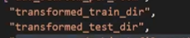 "transformed_train_dir",
"transformed_test_dir",